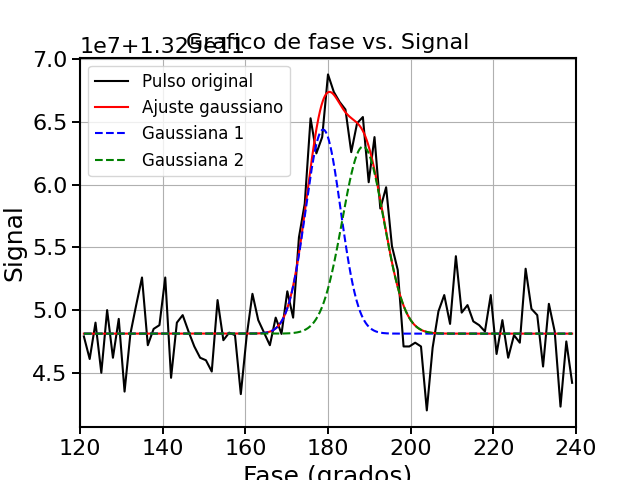 1e7+1.325e11
Grafico de fase vs. Signal
7.0
6.5
6.0
5.5
5.0
4.5
Signal
Pulso original
Ajuste gaussiano
Gaussiana 1
Gaussiana 2
120 140 160 180 200 220 240
Fase (grados)